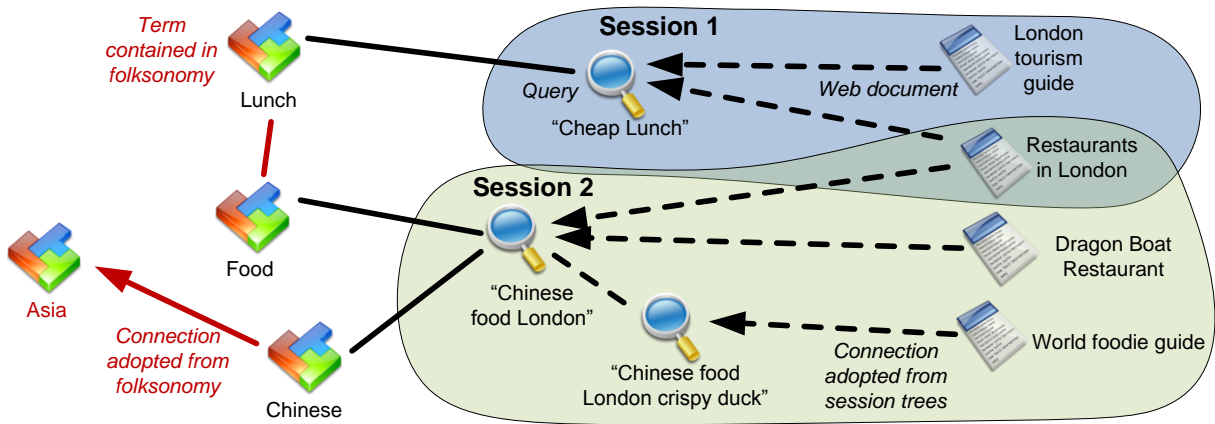 Term
contained in
folksonomy
Lunch
Session 1
Query
"Cheap Lunch"
Web document
London
tourism
guide
Restaurants
in London
Session 2
Food
Asia
Connection
adopted from
folksonomy
Chinese
"Chinese
food London"
"Chinese food
London crispy duck"
Connection
adopted from
session trees
Dragon Boat
Restaurant
World foodie guide